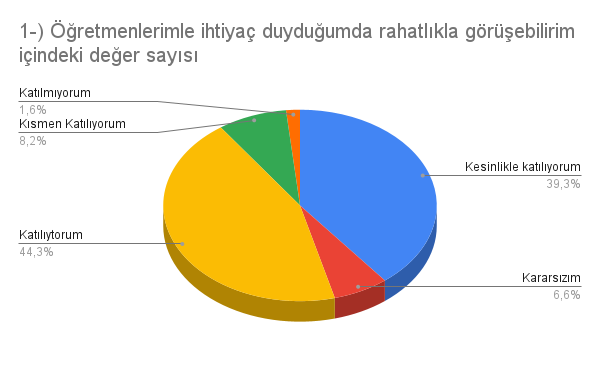 1-) Öğretmenlerimle ihtiyaç duyduğumda rahatlıkla görüşebilirim
içindeki değer sayısı
Katılmıyorum
1,6%
Kısmen Katılıyorum
8,2%
Kesinlikle katılıyorum
39,3%
Katılıytorum
44,3%
Kararsızım
6,6%